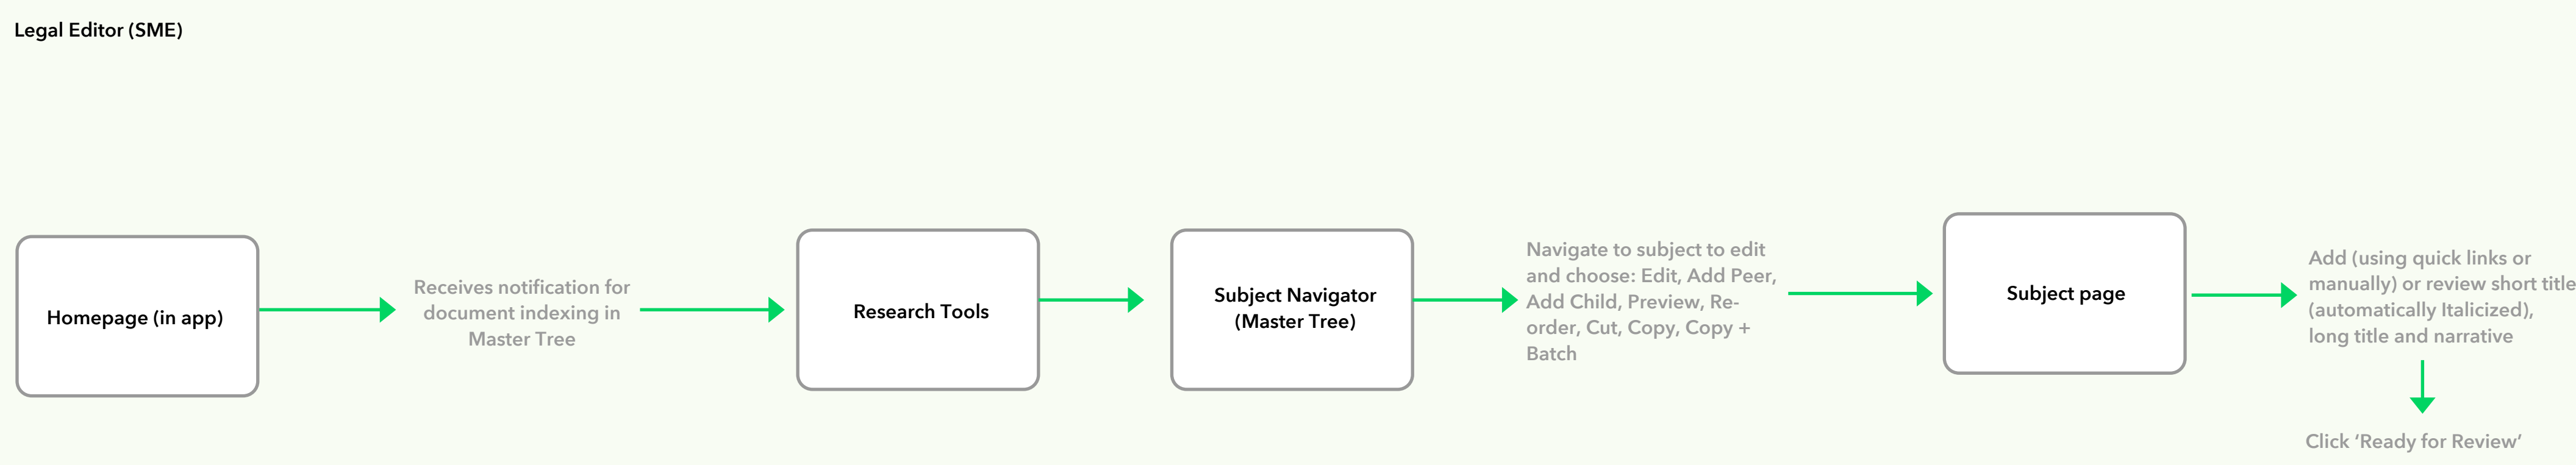 Legal Editor (SME)
Homepage (in app)
Receives notification for
document indexing in
Master Tree
Research Tools
Subject Navigator
(Master Tree)
Navigate to subject to edit
and choose: Edit, Add Peer,
Add Child, Preview, Re-
order, Cut, Copy, Copy +
Batch
Subject page
Add (using quick links or
manually) or review short title
(automatically Italicized),
long title and narrative
Click ‘Ready for Review’